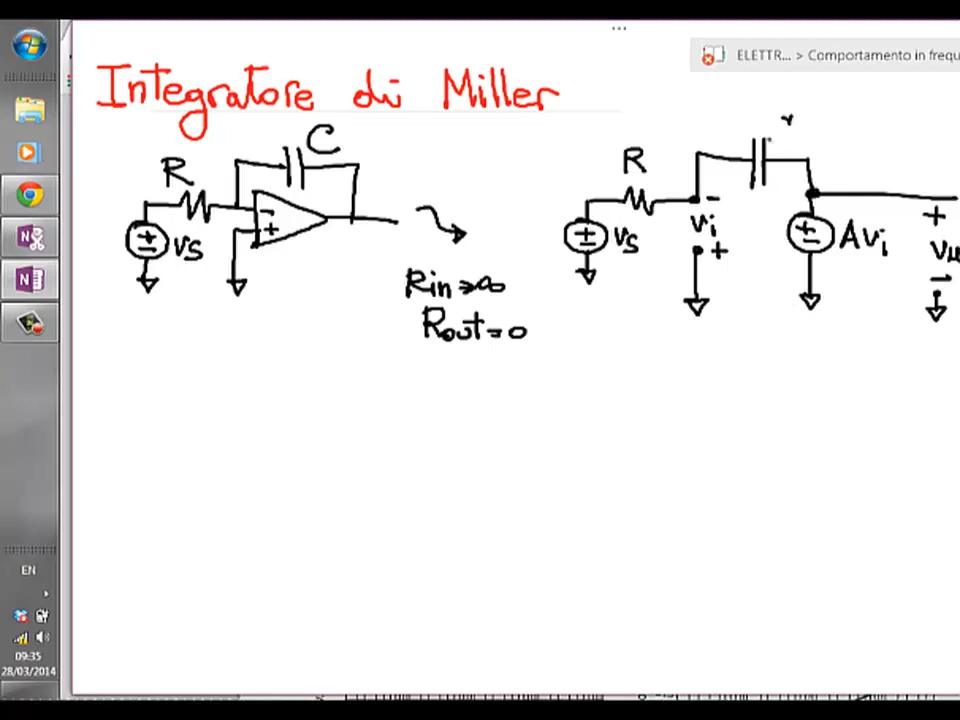 ELETTR... > Comportamento in frequ
Integratore di Miller
R
C
vs
- +
Rin→∞
Rout=0
R
vs
-
vi
+
Avi
+
-
EN
09:35
28/03/2014